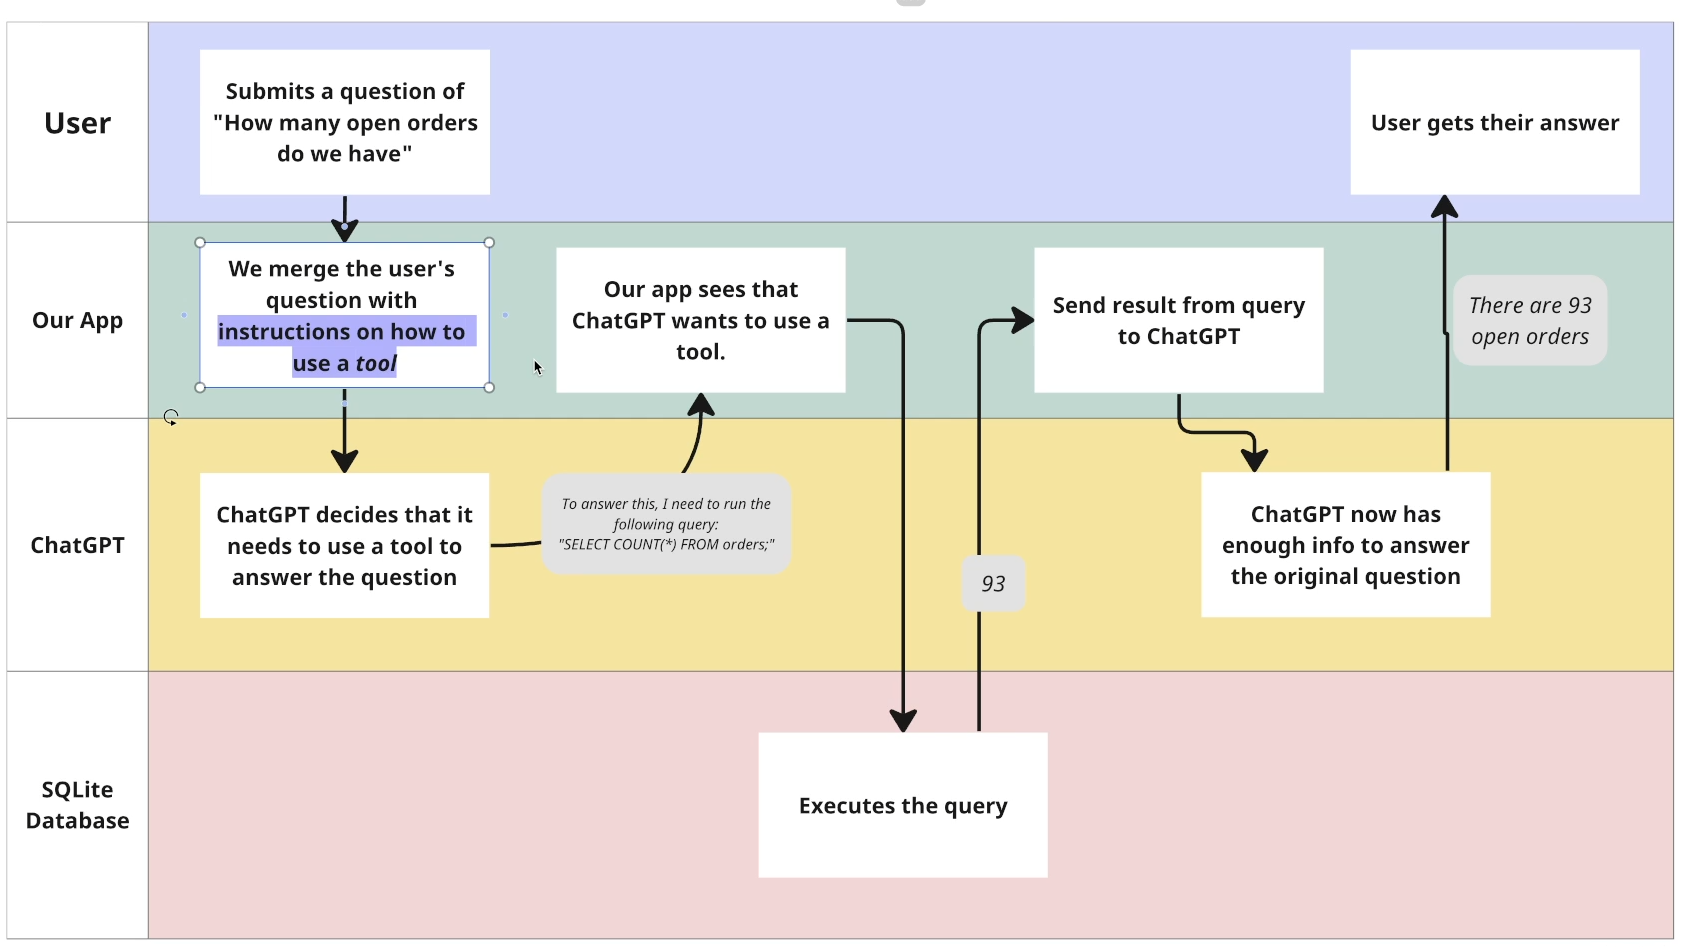 User
Submits a question of
"How many open orders
do we have"
User gets their answer
Our App
We merge the user's
question with
instructions on how to
use a tool
Our app sees that
ChatGPT wants to use a
tool.
Send result from query
to ChatGPT
There are 93
open orders
ChatGPT
ChatGPT decides that it
needs to use a tool to
answer the question
To answer this, I need to run the
following query:
"SELECT COUNT(*) FROM orders;"
93
ChatGPT now has
enough info to answer
the original question
SQLite
Database
Executes the query